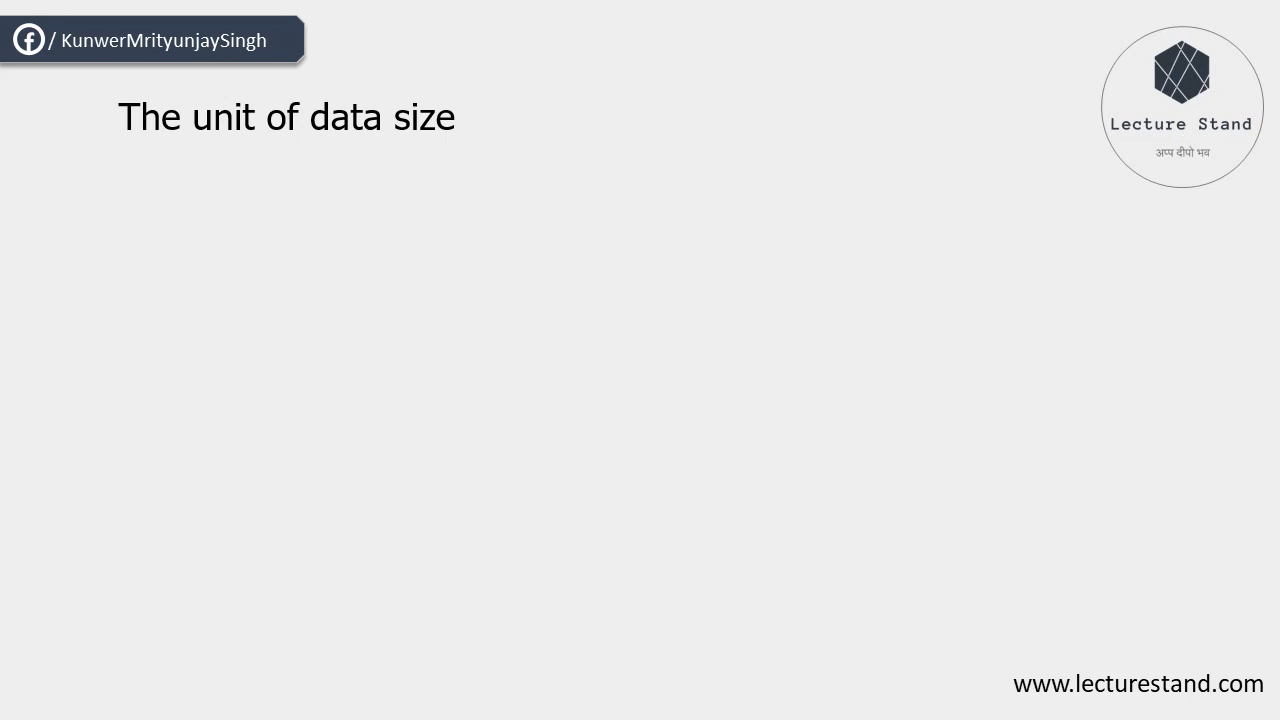 / KunwerMrityunjaySingh
The unit of data size
Lecture Stand
अप्प दीपो भव
www.lecturestand.com